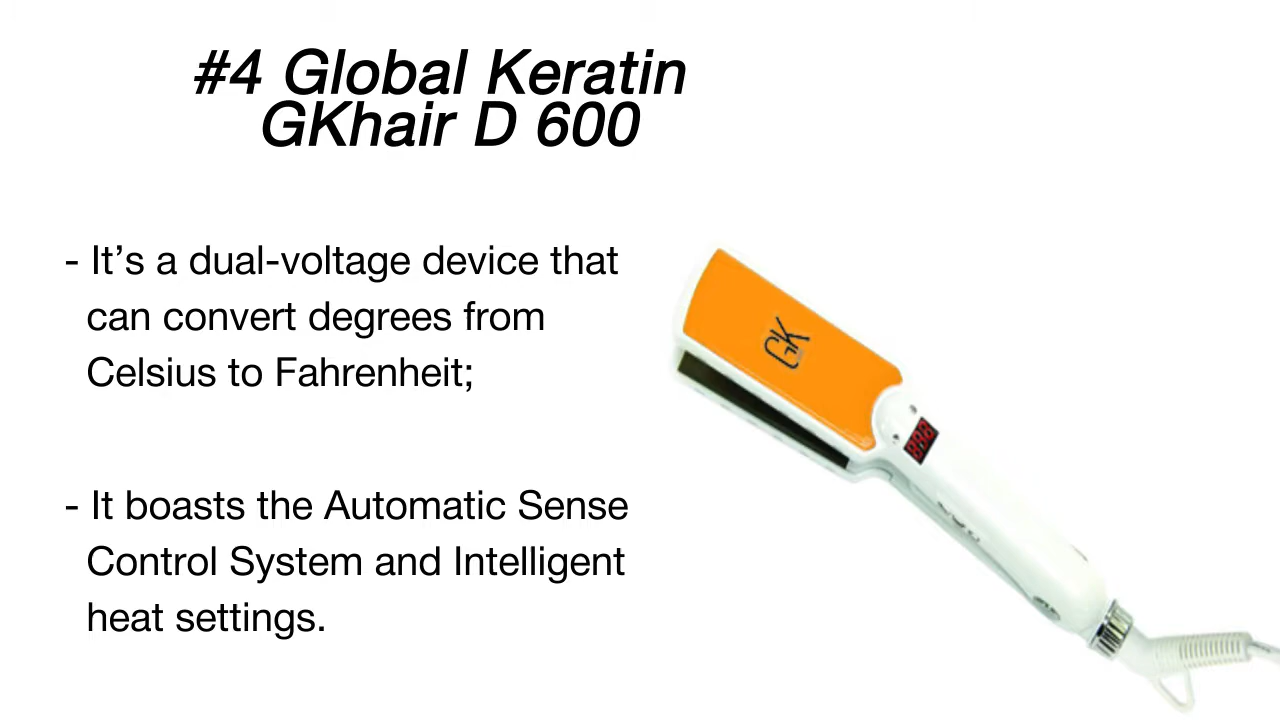 #4 Global Keratin
GKhair D 600
- It’s a dual-voltage device that
can convert degrees from
Celsius to Fahrenheit;
- It boasts the Automatic Sense
Control System and Intelligent
heat settings.
GK
888